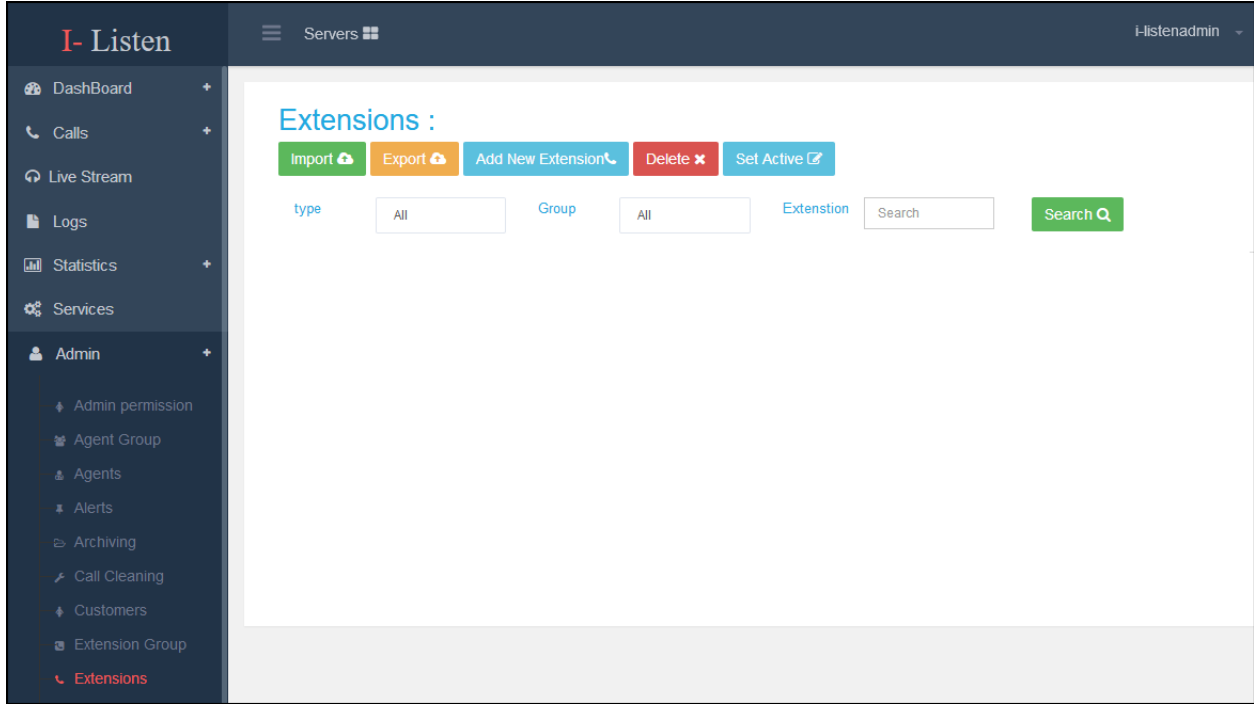 I- Listen
Servers
i-listenadmin
DashBoard
Calls
Live Stream
Logs
Statistics
Services
Admin
Admin permission
Agent Group
Agents
Alerts
Archiving
Call Cleaning
Customers
Extension Group
Extensions
Extensions :
Import Export Add New Extension Delete Set Active
type All Group All Extenstion Search Search